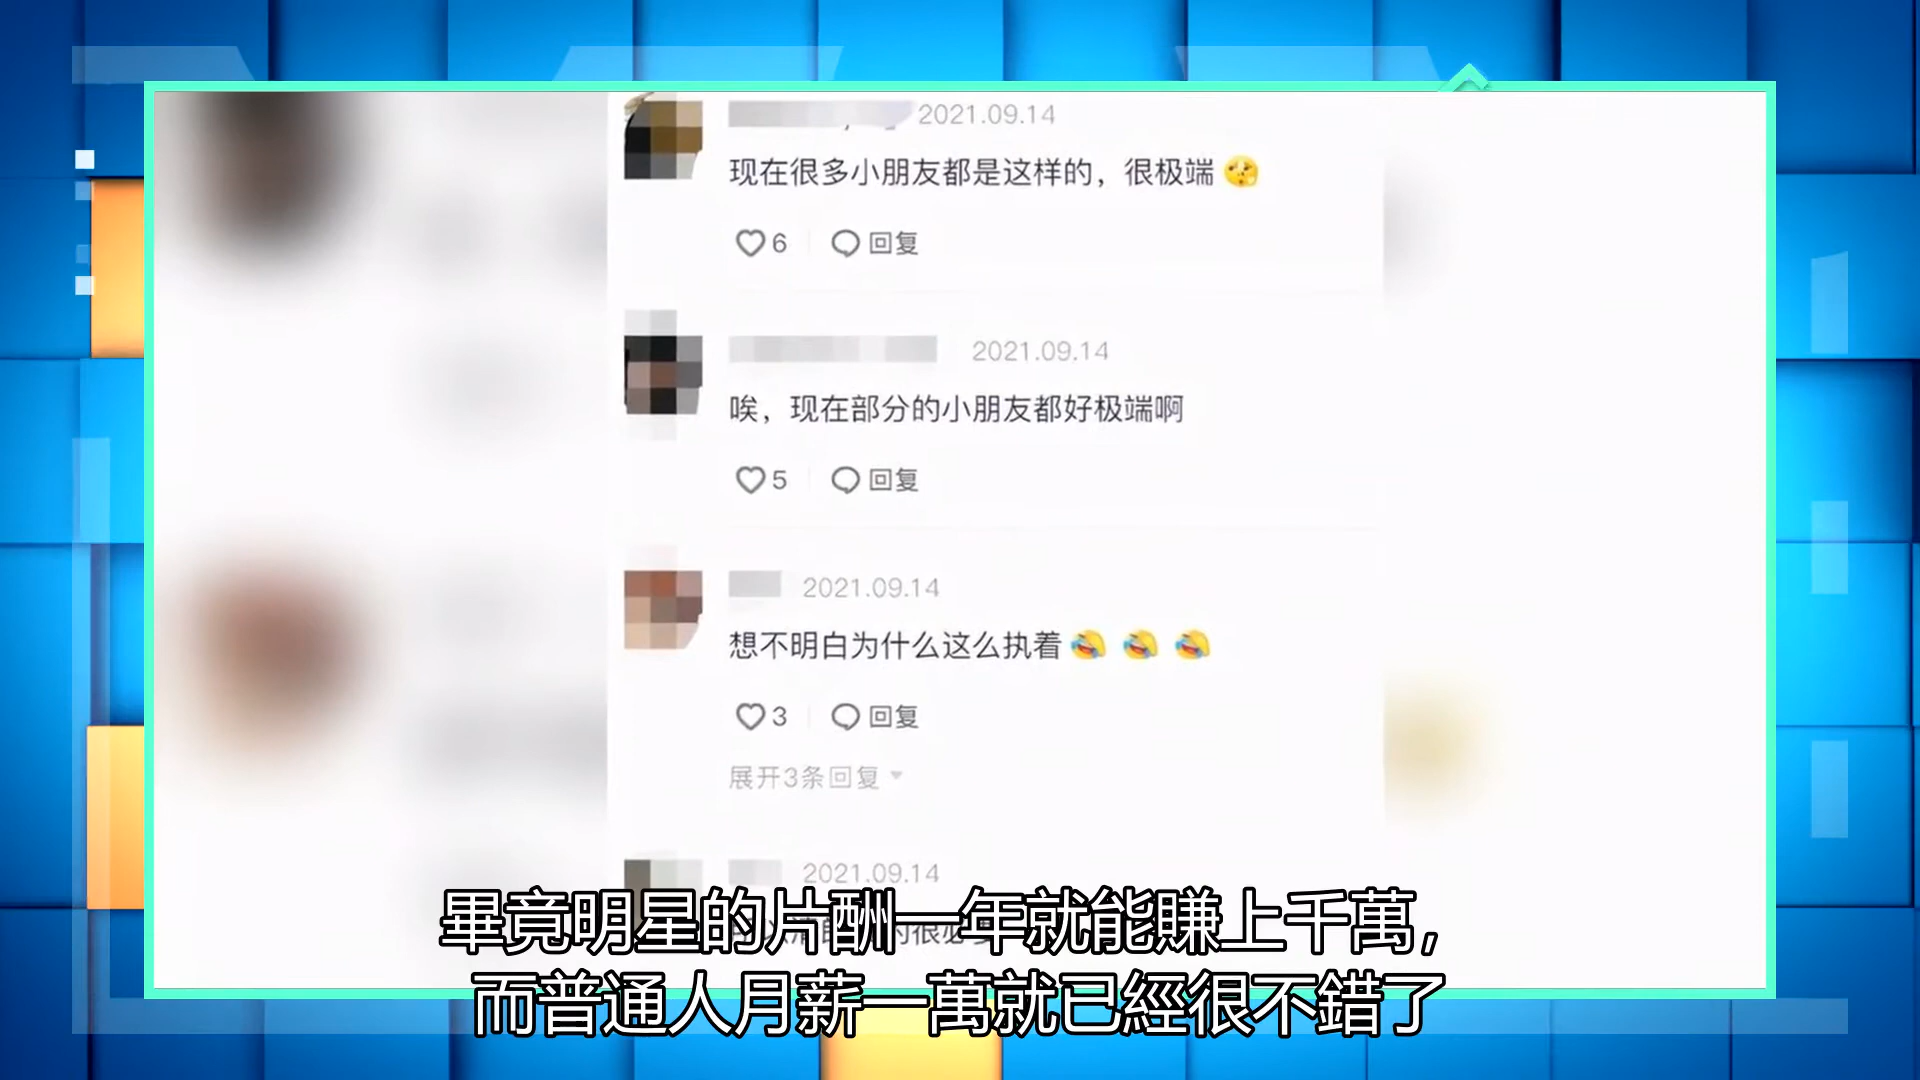 2021.09.14
现在很多小朋友都是这样的，很极端
6 回复
2021.09.14
唉，现在部分的小朋友都好极端啊
5 回复
2021.09.14
想不明白为什么这么执着
3 回复
展开3条回复
2021.09.14
畢竟明星的片酬一年就能賺上千萬，
而普通人月薪一萬就已經很不錯了